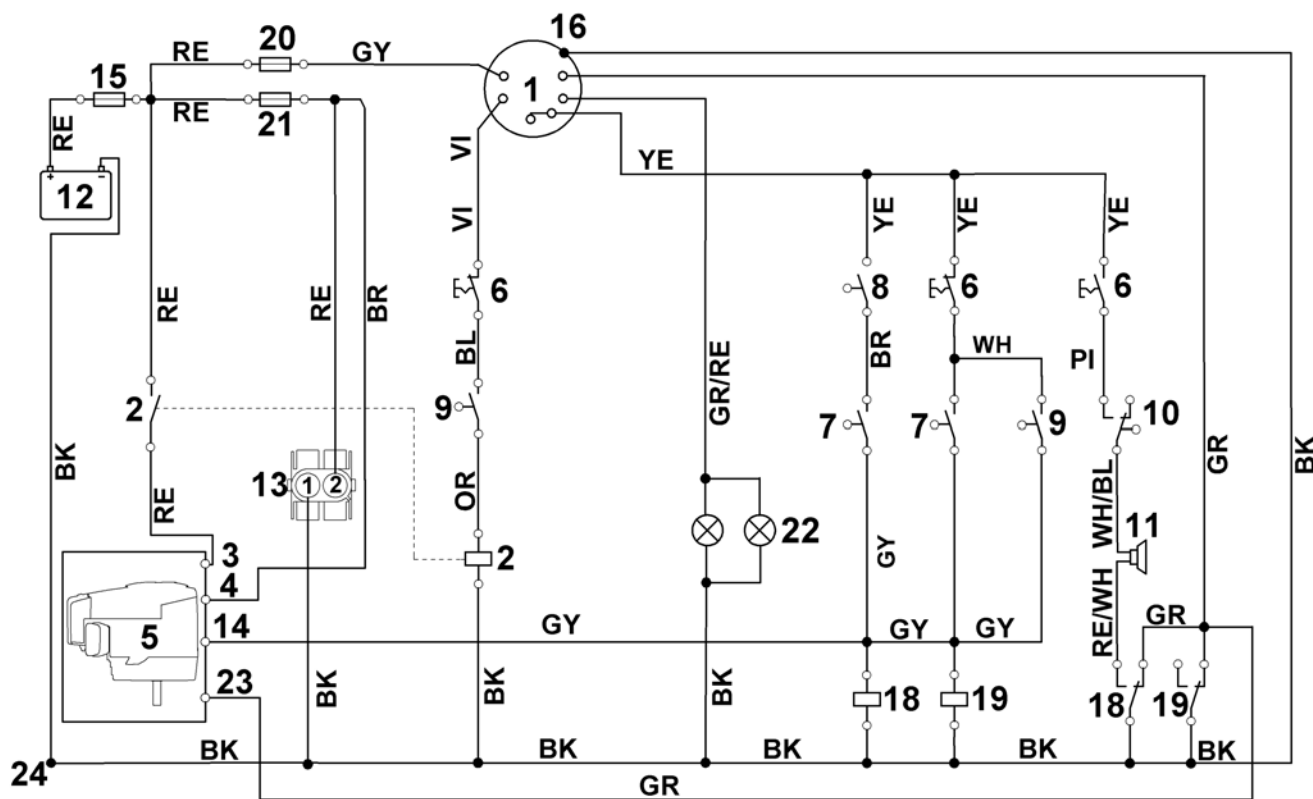 16
20
RE
GY
15
1
RE
21
RE
VI
YE
12
+
-
VI
YE
YE
YE
BK
RE
RE
BR
6
8
6
6
BL
BR
WH
PI
GR/RE
2
9
7
7
9
10
GR
BK
BK
13
1
2
OR
WH/BL
11
RE
22
GY
3
2
4
RE/WH
5
14
GY
GY
GY
GR
23
BK
BK
BK
18
19
18
19
24
BK
BK
BK
BK
BK
GR